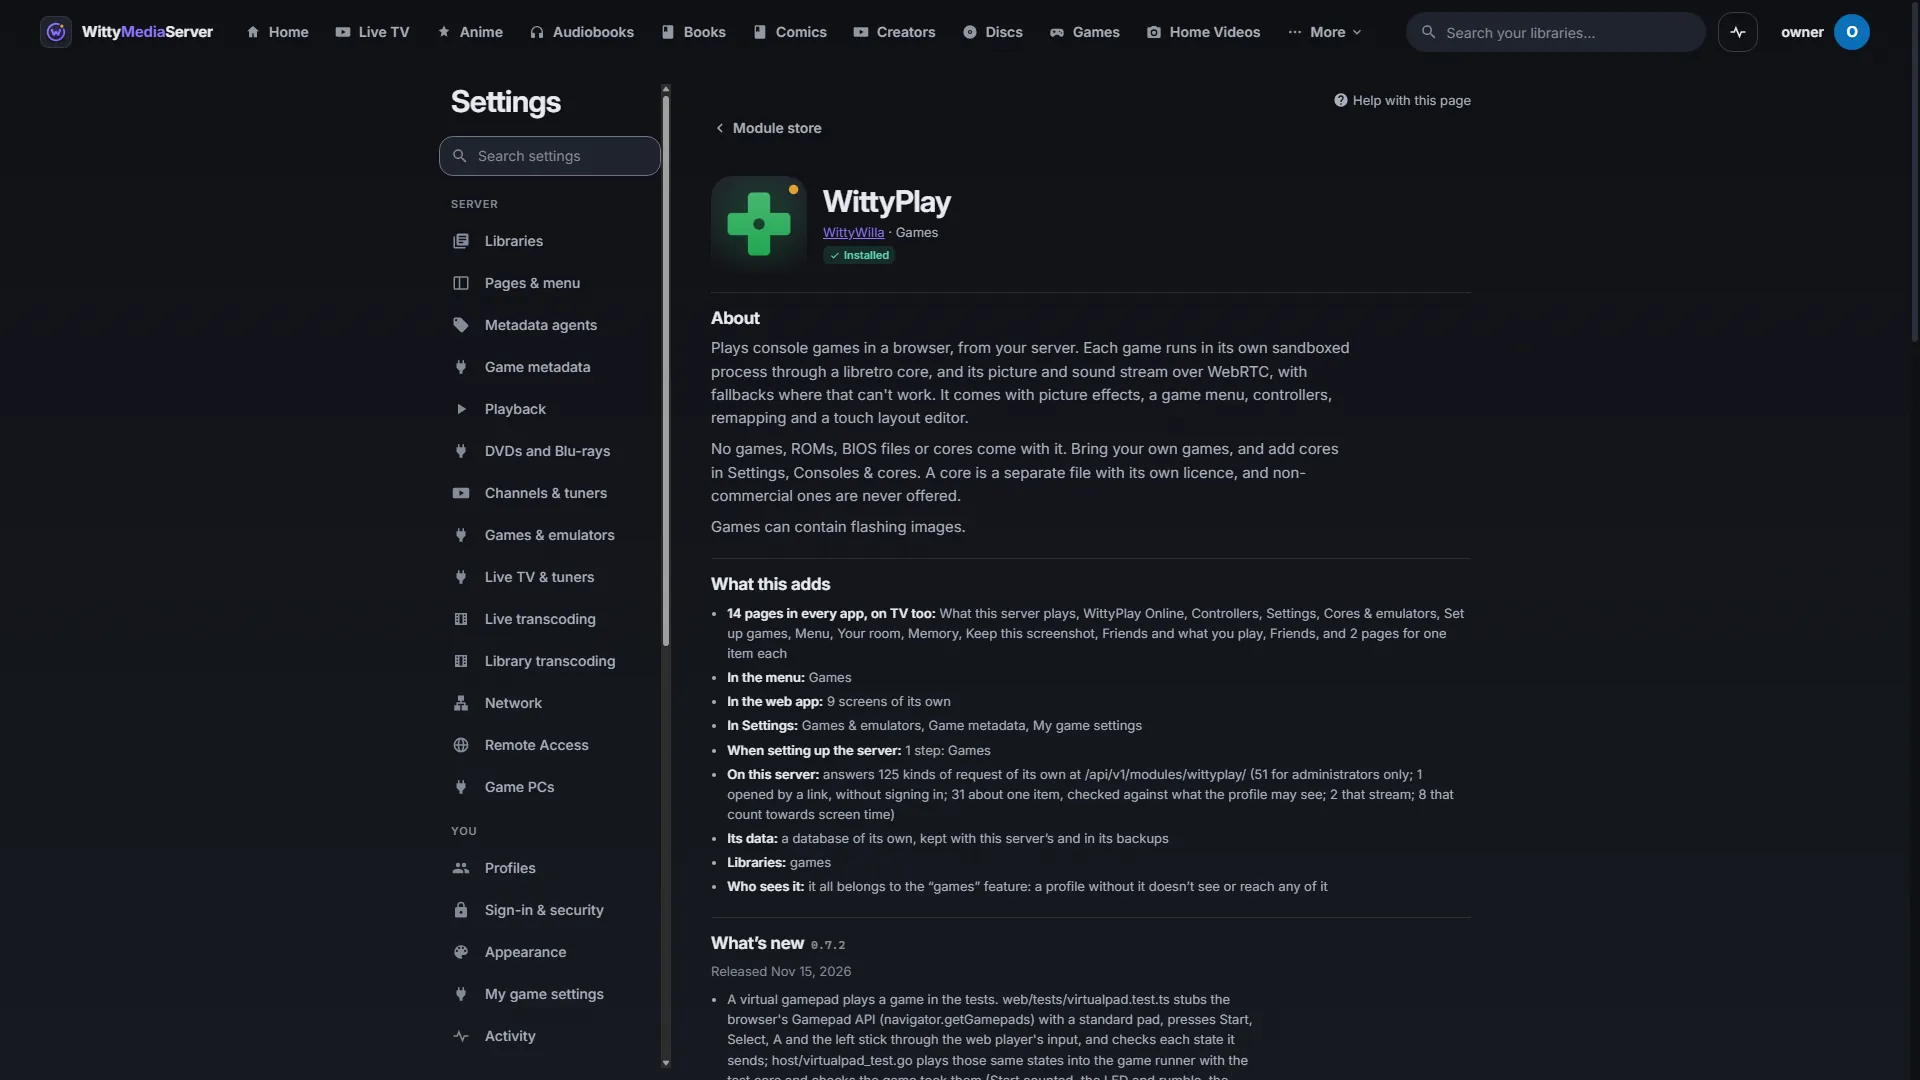 WittyMediaServer
Home
Live TV
Anime
Audiobooks
Books
Comics
Creators
Discs
Games
Home Videos
More
Search your libraries...
owner
O
Settings
Search settings
SERVER
Libraries
Pages & menu
Metadata agents
Game metadata
Playback
DVDs and Blu-rays
Channels & tuners
Games & emulators
Live TV & tuners
Live transcoding
Library transcoding
Network
Remote Access
Game PCs
YOU
Profiles
Sign-in & security
Appearance
My game settings
Activity
Help with this page
Module store
WittyPlay
WittyWilla · Games
Installed
About
Plays console games in a browser, from your server. Each game runs in its own sandboxed
process through a libretro core, and its picture and sound stream over WebRTC, with
fallbacks where that can't work. It comes with picture effects, a game menu, controllers,
remapping and a touch layout editor.
No games, ROMs, BIOS files or cores come with it. Bring your own games, and add cores
in Settings, Consoles & cores. A core is a separate file with its own licence, and non-
commercial ones are never offered.
Games can contain flashing images.
What this adds
• 14 pages in every app, on TV too: What this server plays, WittyPlay Online, Controllers, Settings, Cores & emulators, Set
up games, Menu, Your room, Memory, Keep this screenshot, Friends and what you play, Friends, and 2 pages for one
item each
• In the menu: Games
• In the web app: 9 screens of its own
• In Settings: Games & emulators, Game metadata, My game settings
• When setting up the server: 1 step: Games
• On this server: answers 125 kinds of request of its own at /api/v1/modules/wittyplay/ (51 for administrators only; 1
opened by a link, without signing in; 31 about one item, checked against what the profile may see; 2 that stream; 8 that
count towards screen time)
• Its data: a database of its own, kept with this server’s and in its backups
• Libraries: games
• Who sees it: it all belongs to the “games” feature: a profile without it doesn’t see or reach any of it
What’s new 0.7.2
Released Nov 15, 2026
• A virtual gamepad plays a game in the tests. web/tests/virtualpad.test.ts stubs the
browser's Gamepad API (navigator.getGamepads) with a standard pad, presses Start,
Select, A and the left stick through the web player's input, and checks each state it
sends; host/virtualpad_test.go plays those same states into the game runner with the
test core and checks the game took them (Start counted, the LED and rumble, the